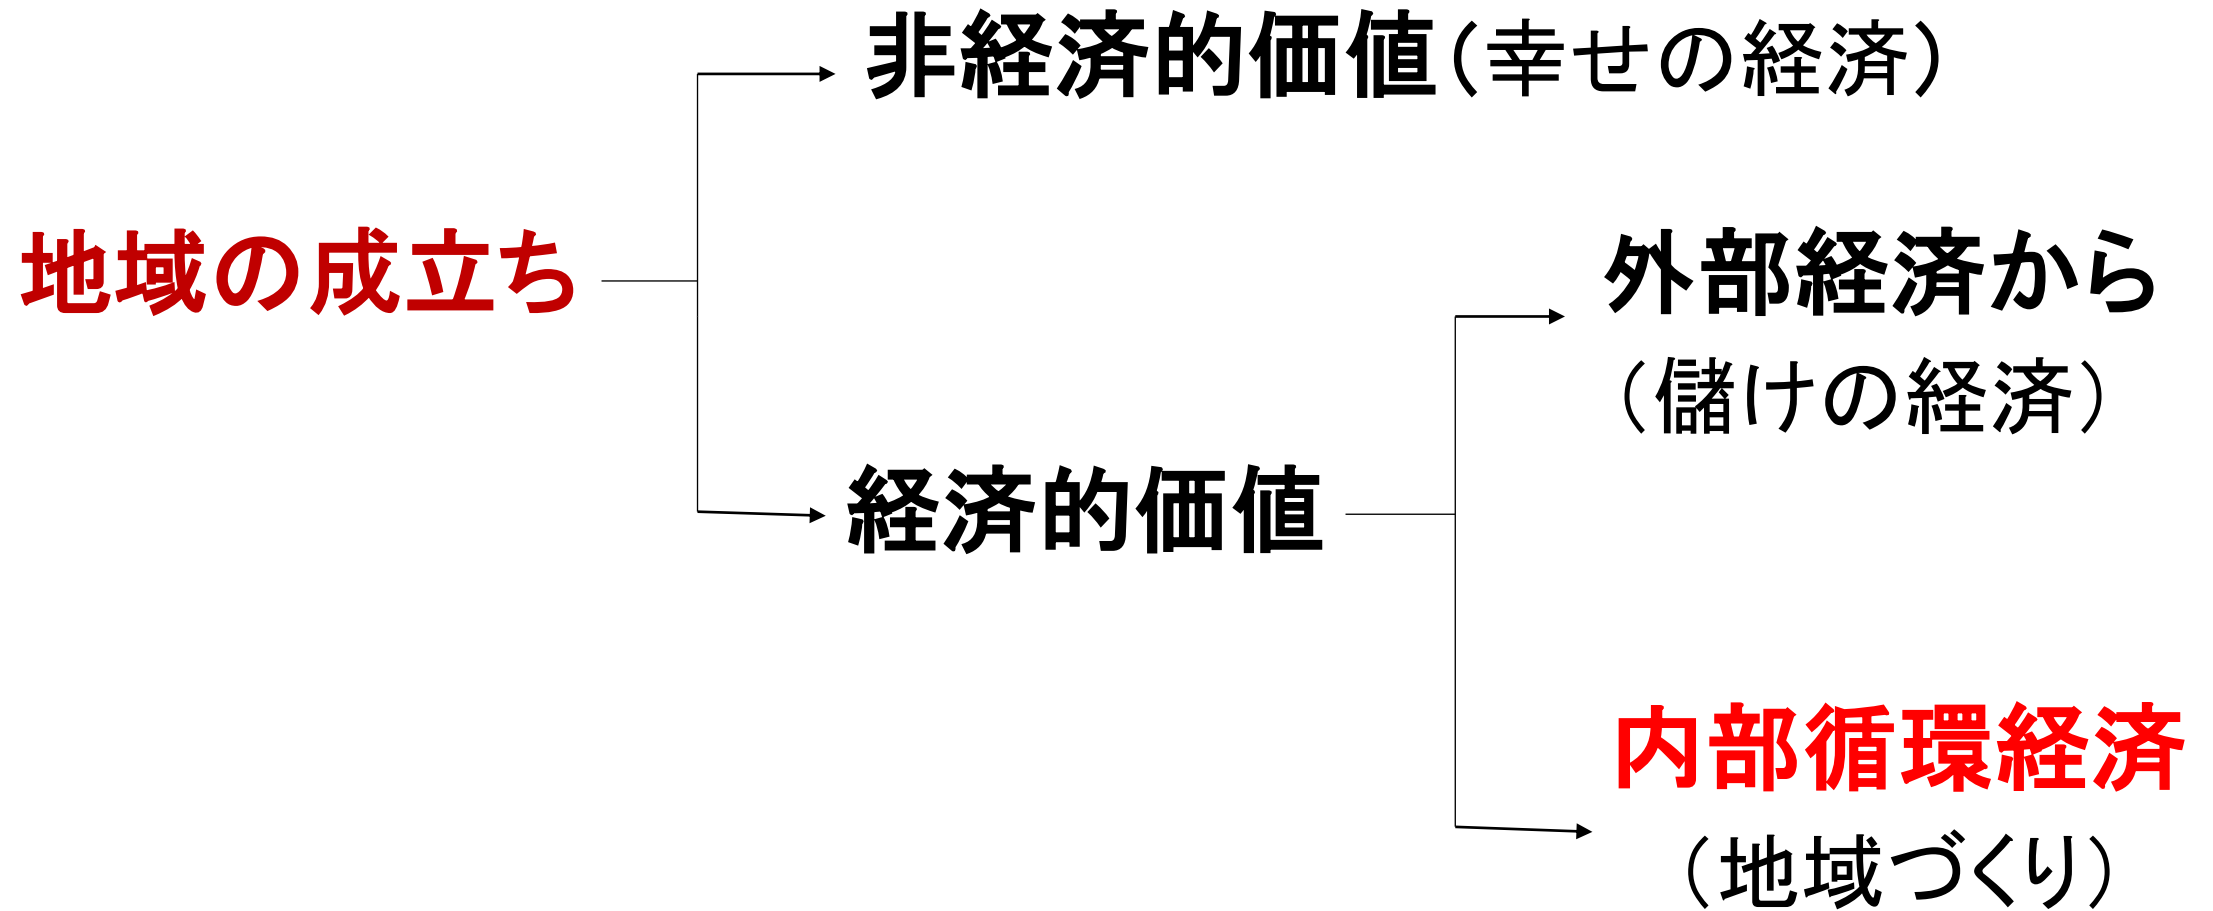 非経済的価値（幸せの経済）
地域の成立ち
外部経済から
（儲けの経済）
経済的価値
内部循環経済
（地域づくり）